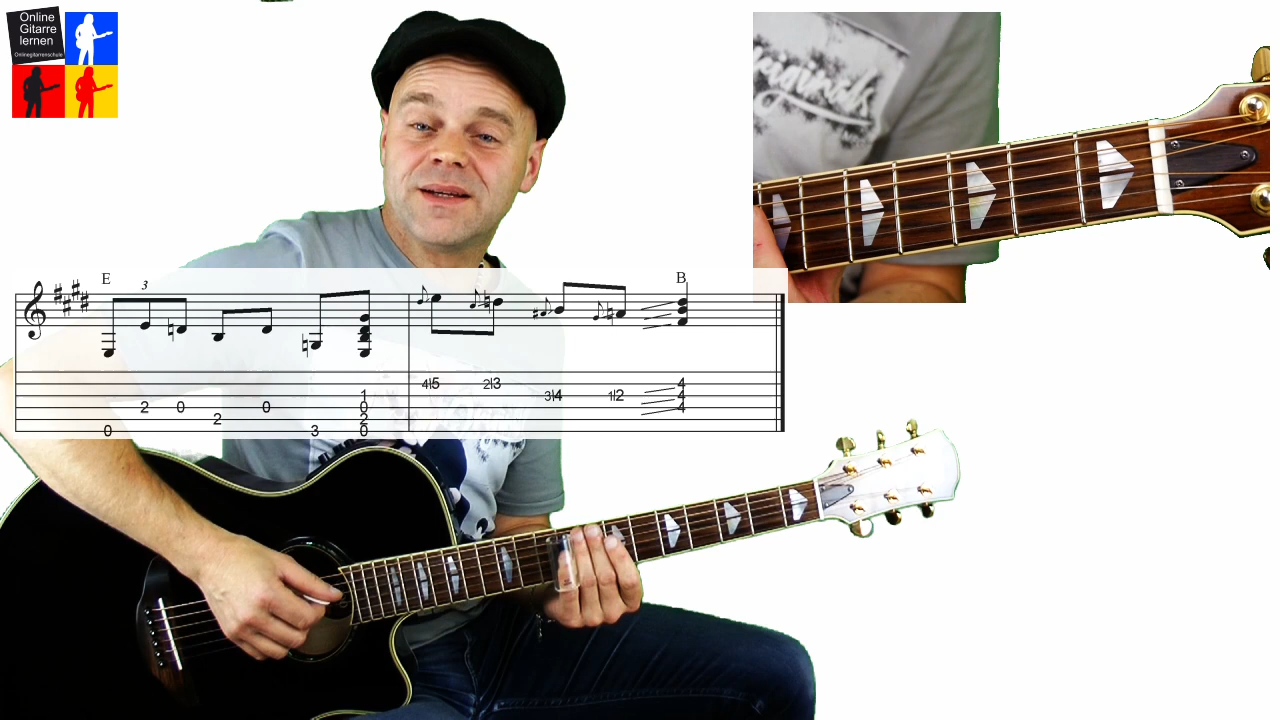 Online
Gitarre
lernen
Onlinegitarrenschule
Originals
E 3 B
4 5 2 3 4
1 3 4 1 2 4
2 0 0 0 4
2 2
0 3 0